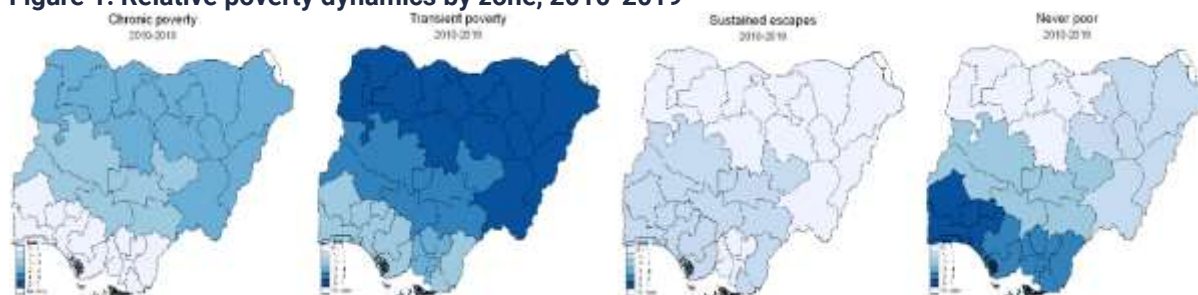 Figure 1: Relative poverty dynamics by zone, 2010-2019
Chronic poverty
2010-2019
Transient poverty
2010-2019
Sustained escapes
2010-2019
Never poor
2010-2019